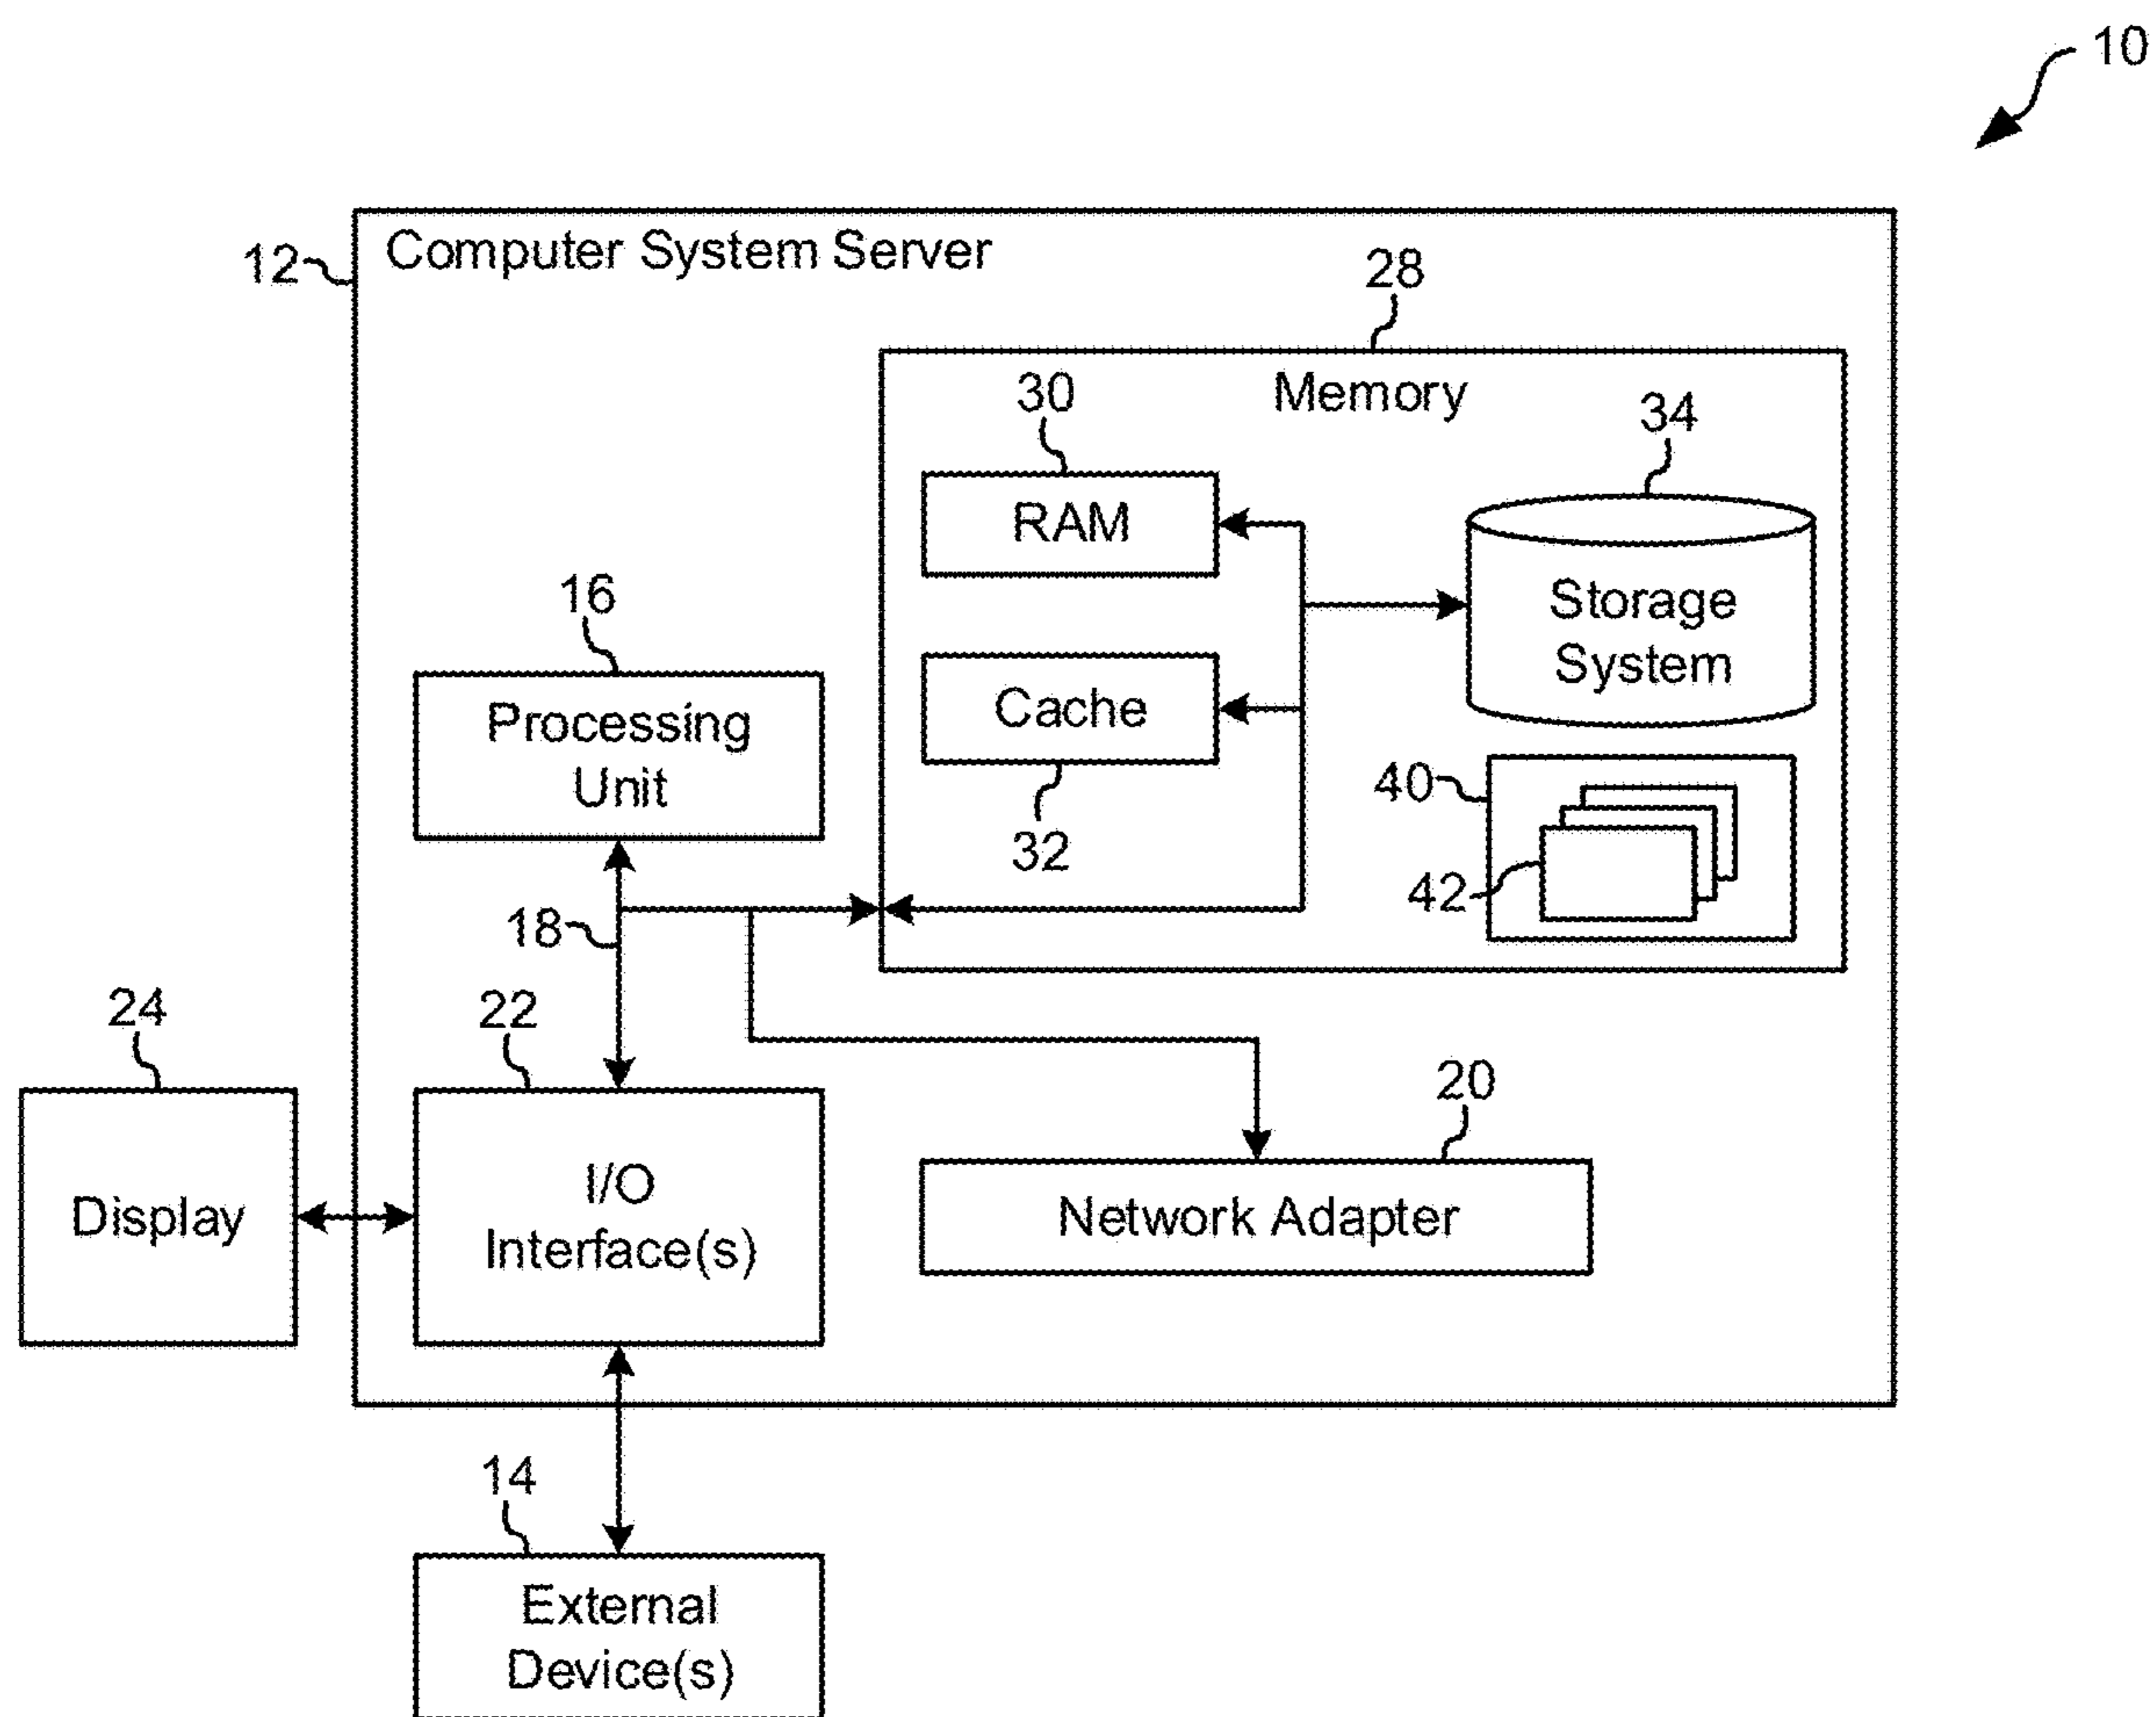 10
12
Computer System Server
28
Memory
30
34
RAM
Storage
System
16
Processing
Unit
Cache
32
40
42
18
24
22
20
Display
I/O
Interface(s)
Network Adapter
14
External
Device(s)